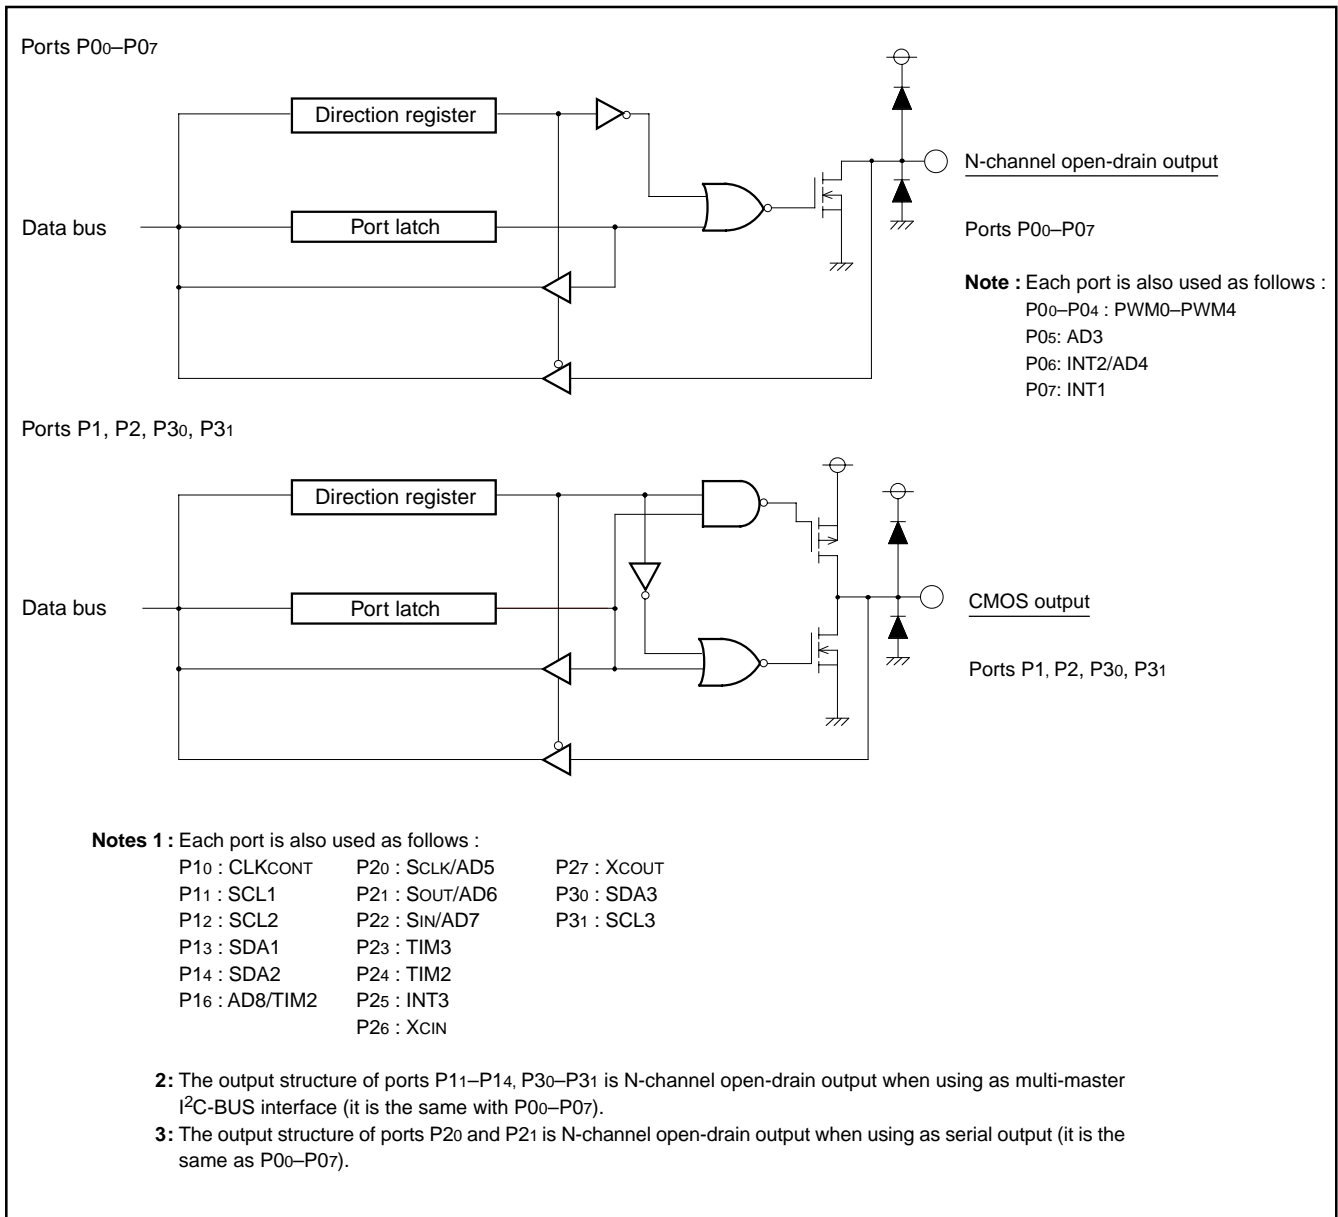 Ports P00–P07
Direction register
N-channel open-drain output
Data bus
Port latch
Ports P00–P07
Note : Each port is also used as follows :
P00–P04 : PWM0–PWM4
P05: AD3
P06: INT2/AD4
P07: INT1
Ports P1, P2, P30, P31
Direction register
Data bus
Port latch
CMOS output
Ports P1, P2, P30, P31
Notes 1 : Each port is also used as follows :
P10 : CLKCONT P20 : SCLK/AD5 P27 : XCOUT
P11 : SCL1 P21 : SOUT/AD6 P30 : SDA3
P12 : SCL2 P22 : SIN/AD7 P31 : SCL3
P13 : SDA1 P23 : TIM3
P14 : SDA2 P24 : TIM2
P16 : AD8/TIM2 P25 : INT3
P26 : XCIN
2: The output structure of ports P11–P14, P30–P31 is N-channel open-drain output when using as multi-master
I2C-BUS interface (it is the same with P00–P07).
3: The output structure of ports P20 and P21 is N-channel open-drain output when using as serial output (it is the
same as P00–P07).